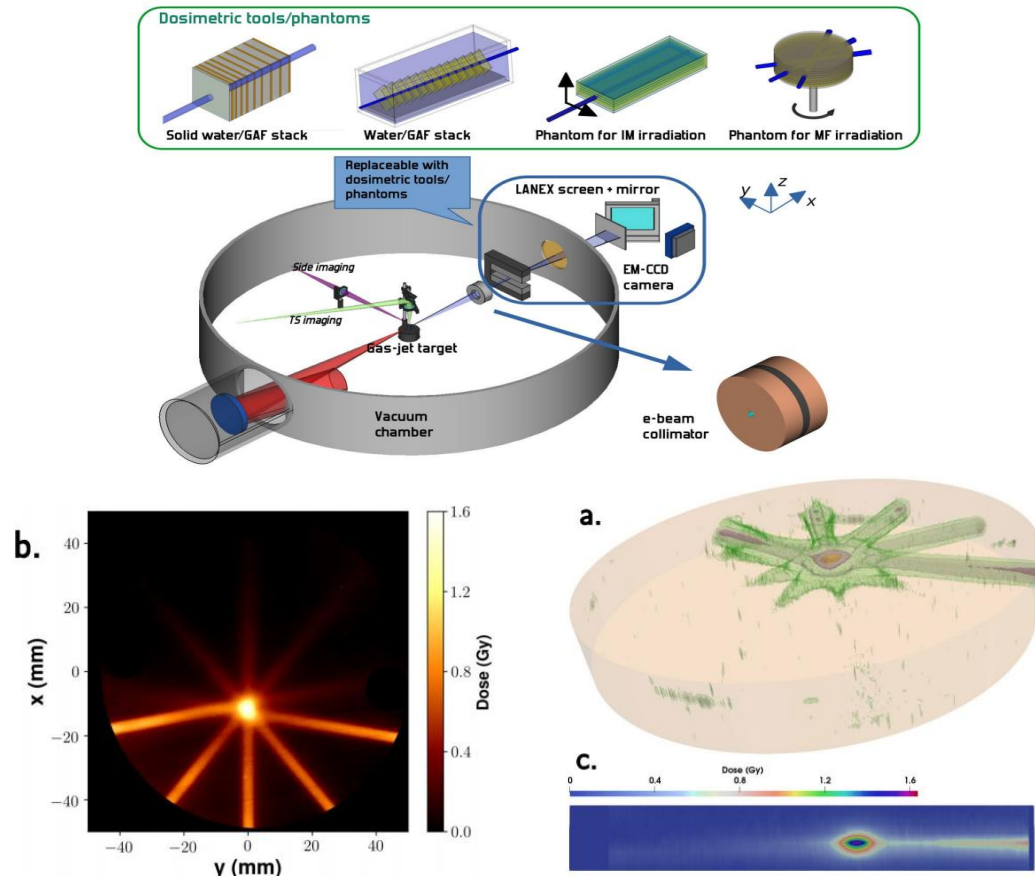 Dosimetric tools/phantoms
Solid water/GAF stack
Water/GAF stack
Phantom for IM irradiation
Phantom for MF irradiation
Replaceable with
dosimetric tools/
phantoms
LANEX screen + mirror
z
y
x
EM-CCD
camera
Side imaging
TS imaging
Gas-jet target
Vacuum
chamber
e-beam
collimator
b.
x (mm)
40
20
0
−20
−40
−40
−20
0
20
40
y (mm)
1.6
1.2
0.8
0.4
0.0
Dose (Gy)
a.
c.
Dose (Gy)
0
0.4
0.8
1.2
1.6